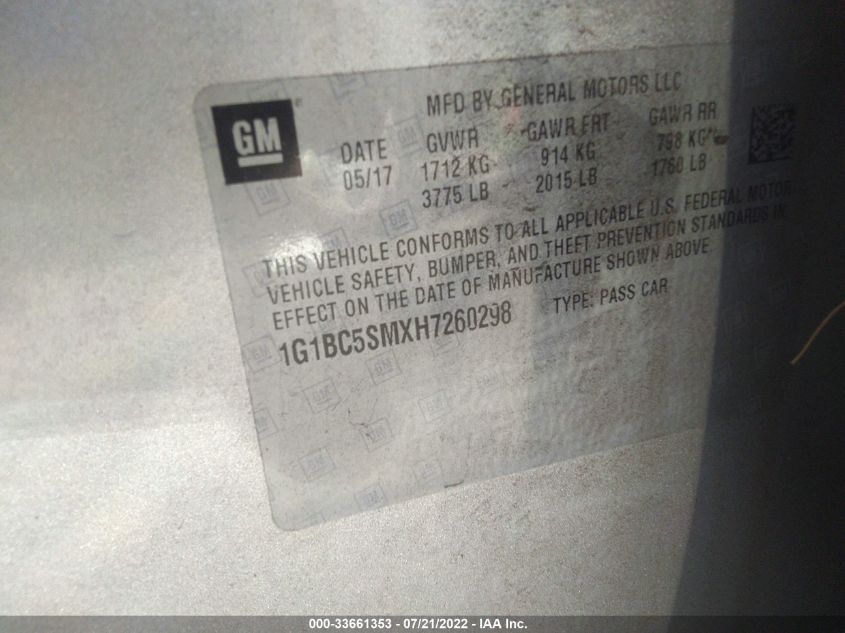 GM
MFD BY GENERAL MOTORS LLC
DATE GVWR GAWR FRT GAWR RR
05/17 1712 KG 914 KG 798 KG
3775 LB 2015 LB 1760 LB
THIS VEHICLE CONFORMS TO ALL APPLICABLE U.S. FEDERAL MOTOR
VEHICLE SAFETY, BUMPER, AND THEFT PREVENTION STANDARDS IN
EFFECT ON THE DATE OF MANUFACTURE SHOWN ABOVE.
1G1BC5SMXH7260298 TYPE: PASS CAR
000-33661353 / 07/21/2022 - IAA Inc.